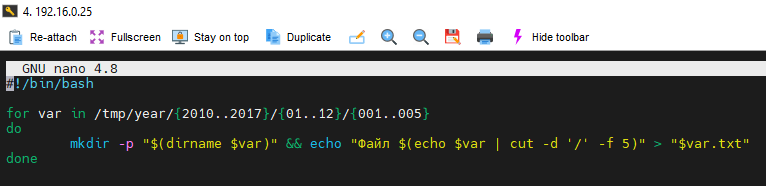 4. 192.16.0.25
Re-attach Fullscreen Stay on top Duplicate Hide toolbar
GNU nano 4.8
#!/bin/bash
for var in /tmp/year/{2010..2017}/{01..12}/{001..005}
do
mkdir -p "$(dirname $var)" && echo "Файл $(echo $var | cut -d '/' -f 5)" > "$var.txt"
done